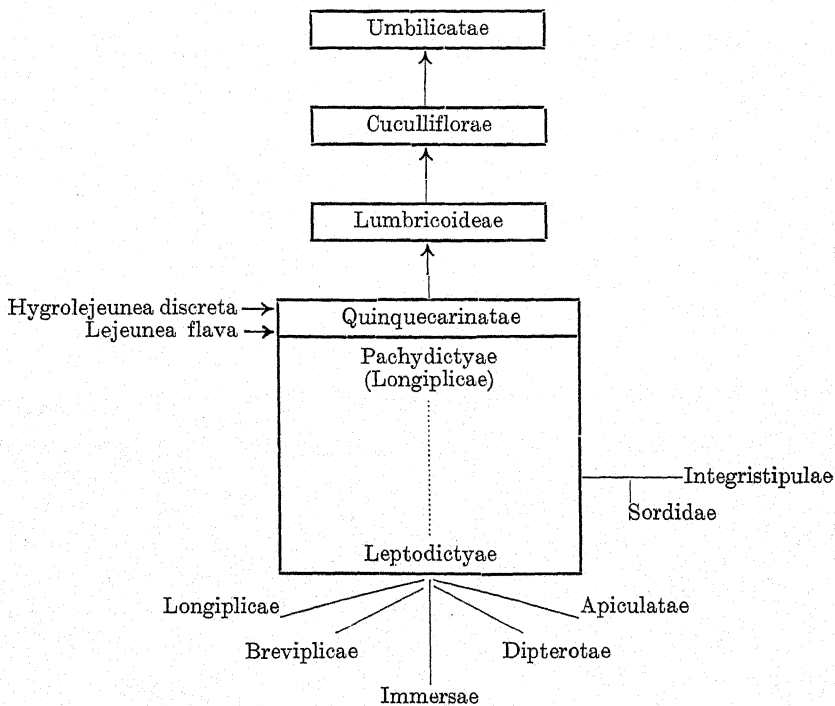 Umbilicatae
Cuculliflorae
Lumbricoideae
Hygrolejeunea discreta
Lejeunea flava
Quinquecarinatae
Pachydictyae
(Longiplicae)
Integristipulae
Sordidae
Leptodictyae
Longiplicae
Apiculatae
Breviplicae
Dipterotae
Immersae